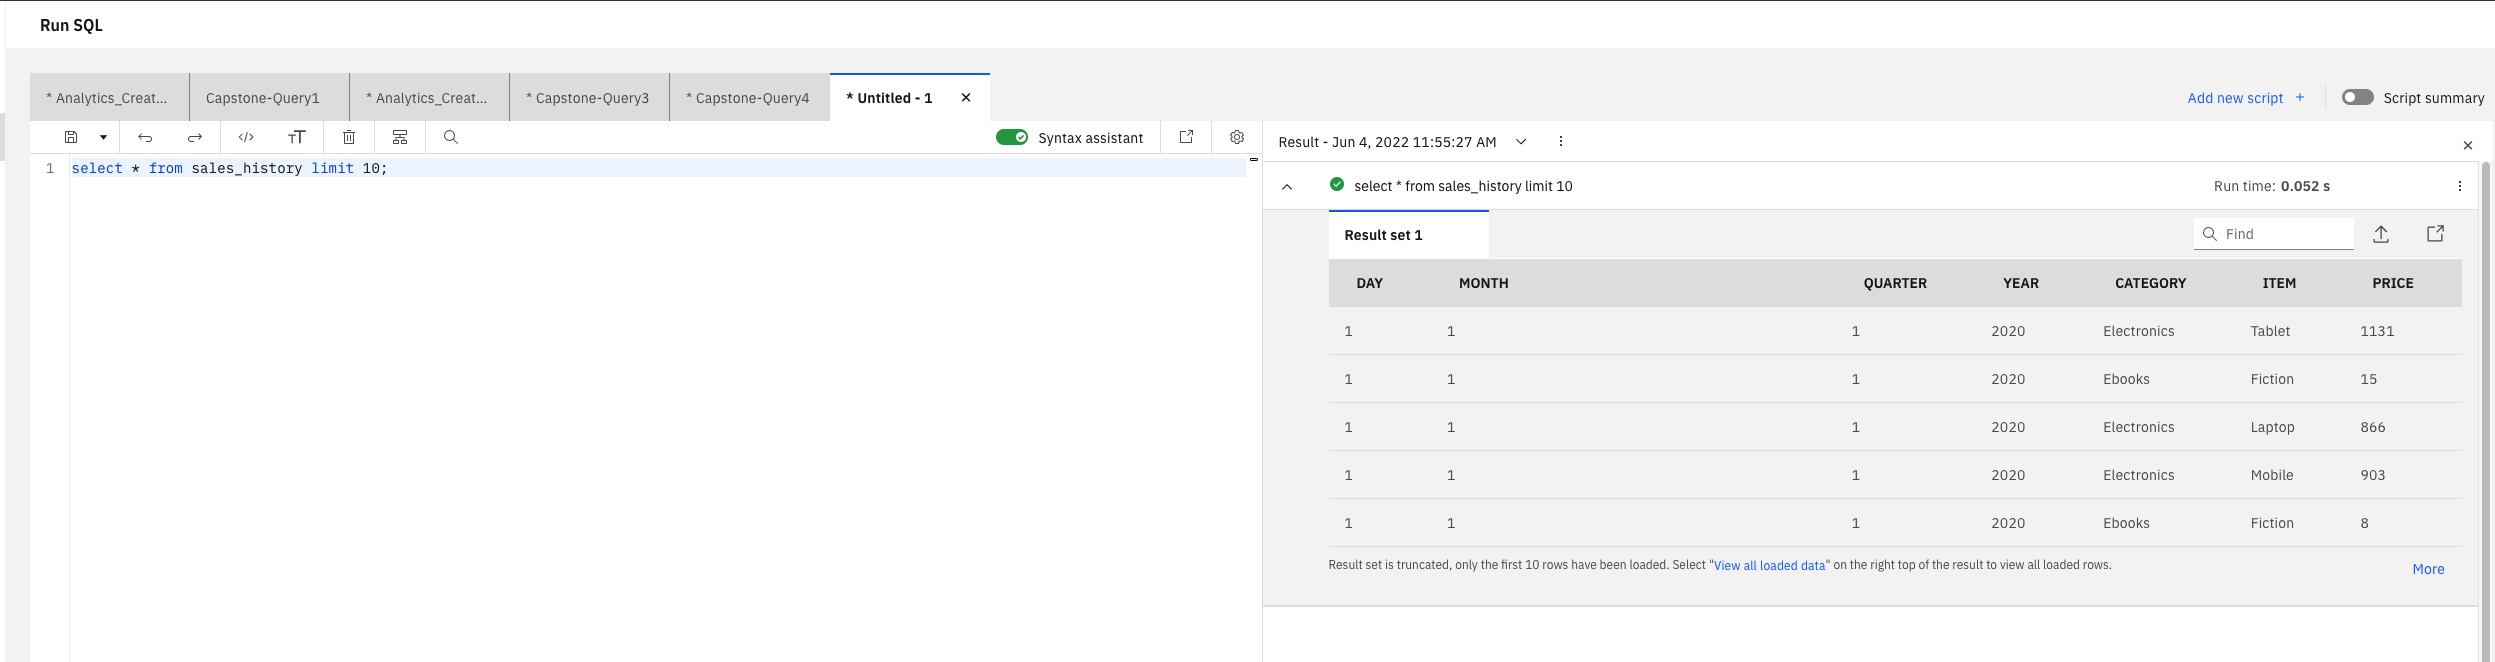 Run SQL
* Analytics_Creat... Capstone-Query1 * Analytics_Creat... * Capstone-Query3 * Capstone-Query4 * Untitled - 1 Add new script + Script summary
Syntax assistant
1 select * from sales_history limit 10;
Result - Jun 4, 2022 11:55:27 AM
select * from sales_history limit 10 Run time: 0.052 s
Result set 1 Find
DAY MONTH QUARTER YEAR CATEGORY ITEM PRICE
1 1 1 2020 Electronics Tablet 1131
1 1 1 2020 Ebooks Fiction 15
1 1 1 2020 Electronics Laptop 866
1 1 1 2020 Electronics Mobile 903
1 1 1 2020 Ebooks Fiction 8
Result set is truncated, only the first 10 rows have been loaded. Select "View all loaded data" on the right top of the result to view all loaded rows.
More